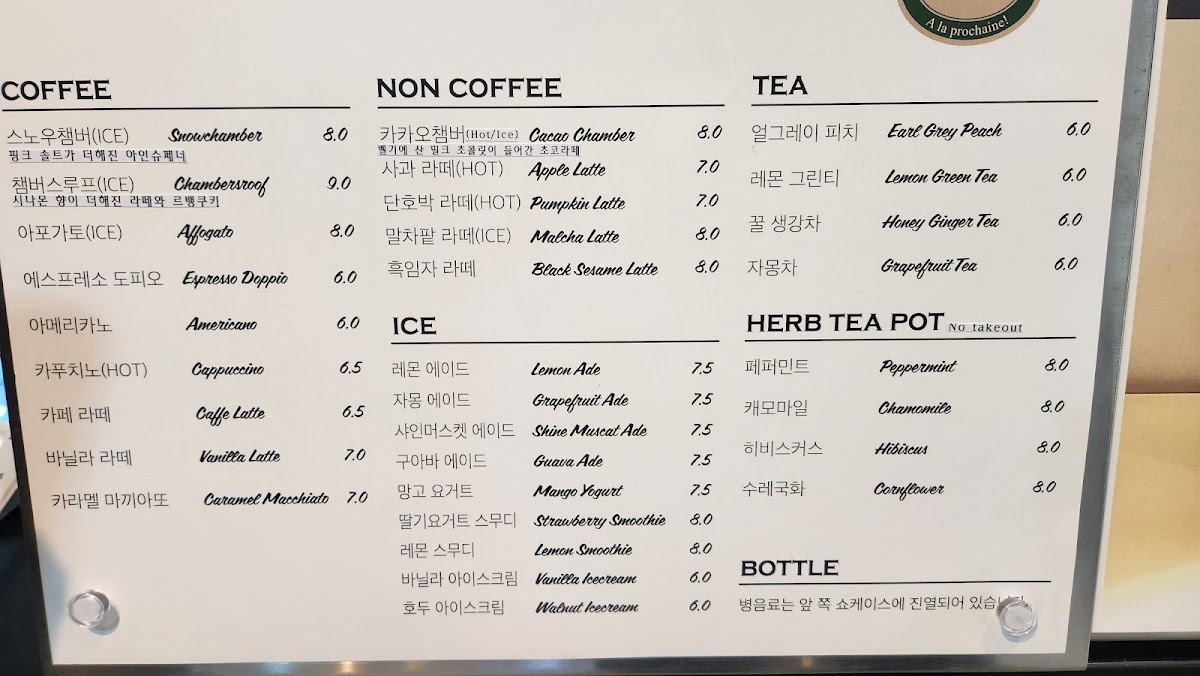 A la prochaine!
COFFEE
스노우챔버(ICE) Snowchamber 8.0
핑크 솔트가 더해진 아인슈페너
챔버스루프(ICE) Chambersroof 9.0
시나몬 향이 더해진 라떼와 르뱅쿠키
아포가토(ICE) Affogato 8.0
에스프레소 도피오 Espresso Doppio 6.0
아메리카노 Americano 6.0
카푸치노(HOT) Cappuccino 6.5
카페 라떼 Caffe Latte 6.5
바닐라 라떼 Vanilla Latte 7.0
카라멜 마끼아또 Caramel Macchiato 7.0
NON COFFEE
카카오챔버(Hot/Ice) Cacao Chamber 8.0
벨기에 산 밀크 초콜릿이 들어간 초코라떼
사과 라떼(HOT) Apple Latte 7.0
단호박 라떼(HOT) Pumpkin Latte 7.0
말차팥 라떼(ICE) Malcha Latte 8.0
흑임자 라떼 Black Sesame Latte 8.0
ICE
레몬 에이드 Lemon Ade 7.5
자몽 에이드 Grapefruit Ade 7.5
샤인머스켓 에이드 Shine Muscat Ade 7.5
구아바 에이드 Guava Ade 7.5
망고 요거트 Mango Yogurt 7.5
딸기요거트 스무디 Strawberry Smoothie 8.0
레몬 스무디 Lemon Smoothie 8.0
바닐라 아이스크림 Vanilla Icecream 6.0
호두 아이스크림 Walnut Icecream 6.0
TEA
얼그레이 피치 Earl Grey Peach 6.0
레몬 그린티 Lemon Green Tea 6.0
꿀 생강차 Honey Ginger Tea 6.0
자몽차 Grapefruit Tea 6.0
HERB TEA POT No takeout
페퍼민트 Peppermint 8.0
캐모마일 Chamomile 8.0
히비스커스 Hibiscus 8.0
수레국화 Cornflower 8.0
BOTTLE
병음료는 앞 쪽 쇼케이스에 진열되어 있습니다